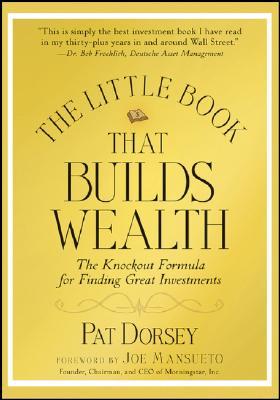 "This is simply the best investment book I have read
in my thirty-plus years in and around Wall Street."
—Dr. Bob Froehlich, Deutsche Asset Management
THE LITTLE BOOK
THAT
BUILDS
WEALTH
The Knockout Formula
for Finding Great Investments
PAT DORSEY
FOREWORD BY JOE MANSUETO
Founder, Chairman, and CEO of Morningstar, Inc.